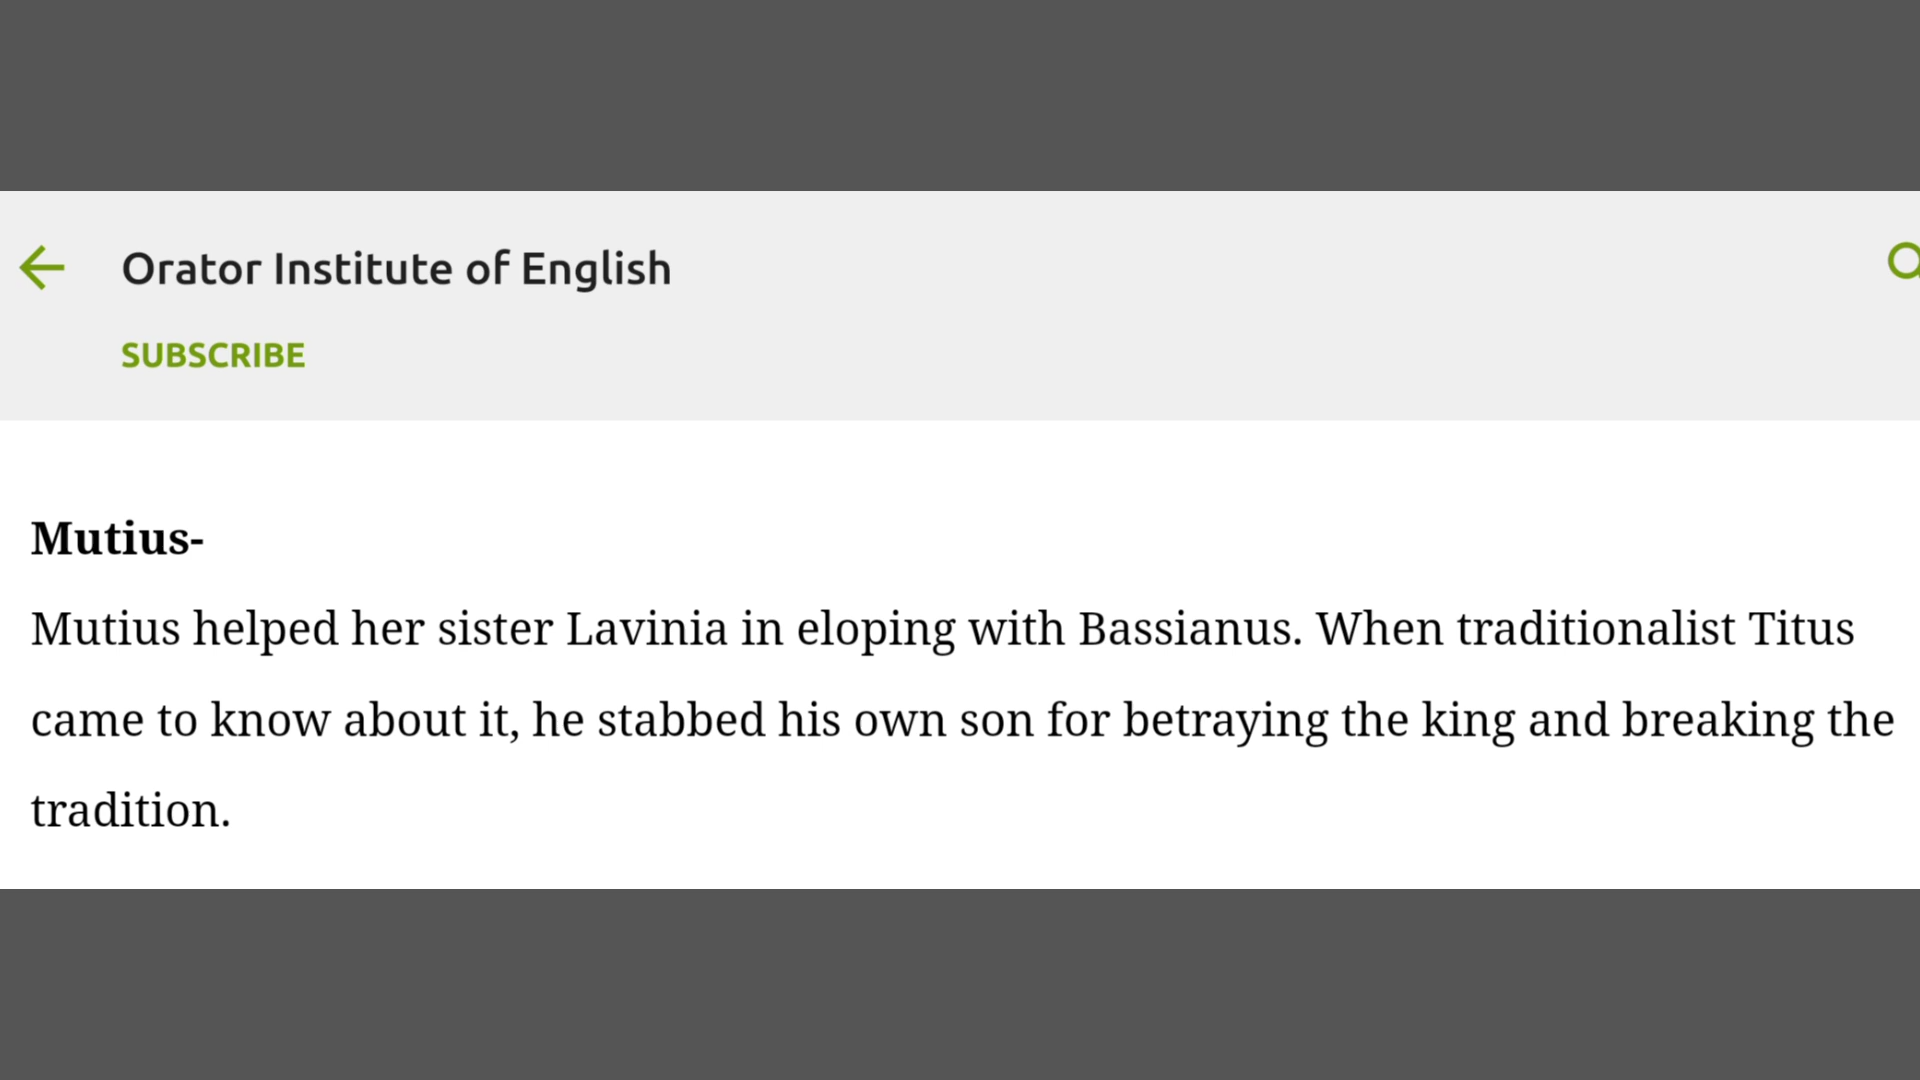 Orator Institute of English
SUBSCRIBE
Mutius-
Mutius helped her sister Lavinia in eloping with Bassianus. When traditionalist Titus
came to know about it, he stabbed his own son for betraying the king and breaking the
tradition.